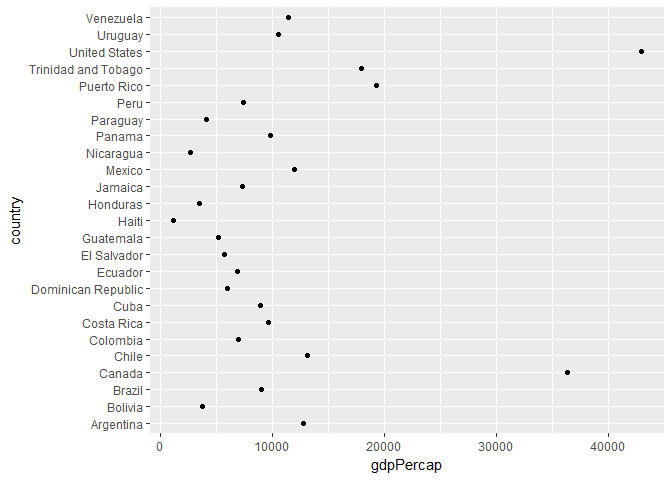 Venezuela
Uruguay
United States
Trinidad and Tobago
Puerto Rico
Peru
Paraguay
Panama
Nicaragua
Mexico
Jamaica
Honduras
Haiti
Guatemala
El Salvador
Ecuador
Dominican Republic
Cuba
Costa Rica
Colombia
Chile
Canada
Brazil
Bolivia
Argentina
country
0 10000 20000 30000 40000
gdpPercap